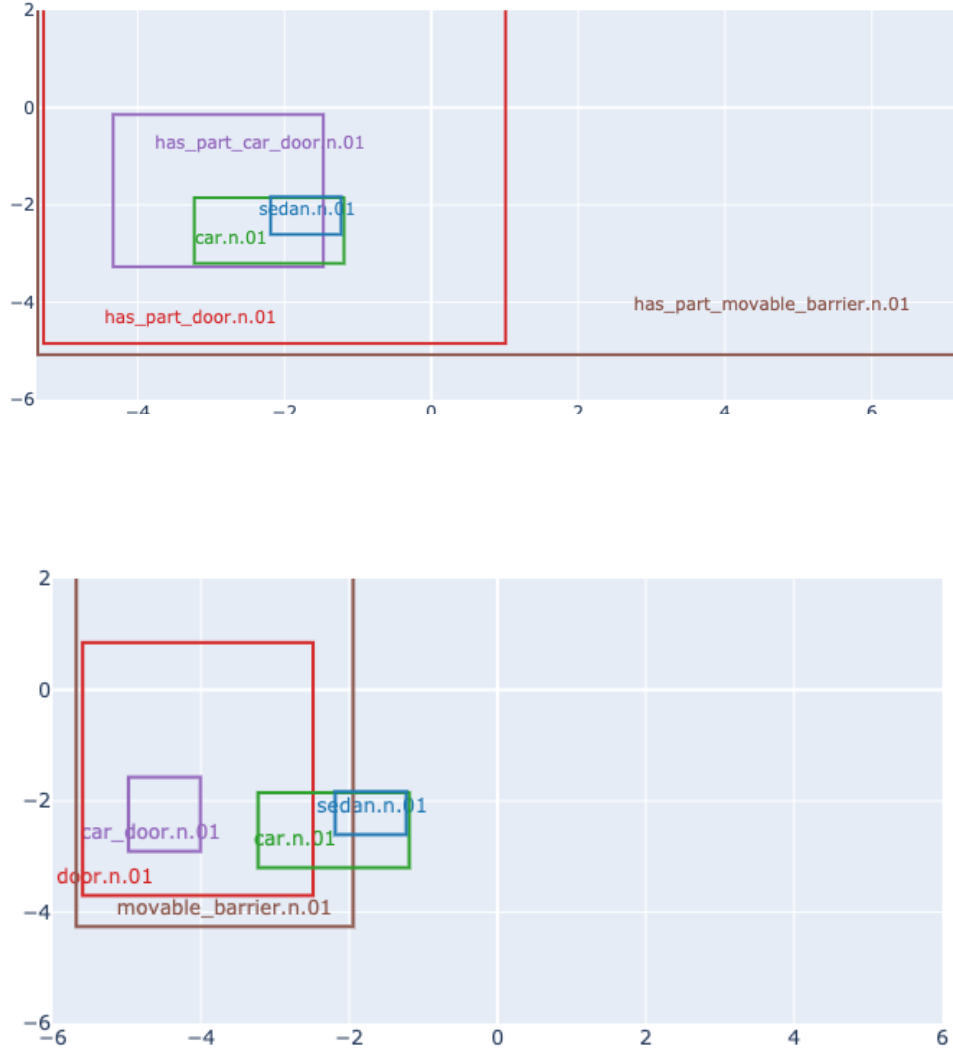 2
0
has_part_car_door.n.01
−2
sedan.n.01
car.n.01
−4
has_part_movable_barrier.n.01
has_part_door.n.01
−6
−4 −2 0 2 4 6
2
0
−2
sedan.n.01
car_door.n.01 car.n.01
door.n.01
movable_barrier.n.01
−4
−6
−6 −4 −2 0 2 4 6